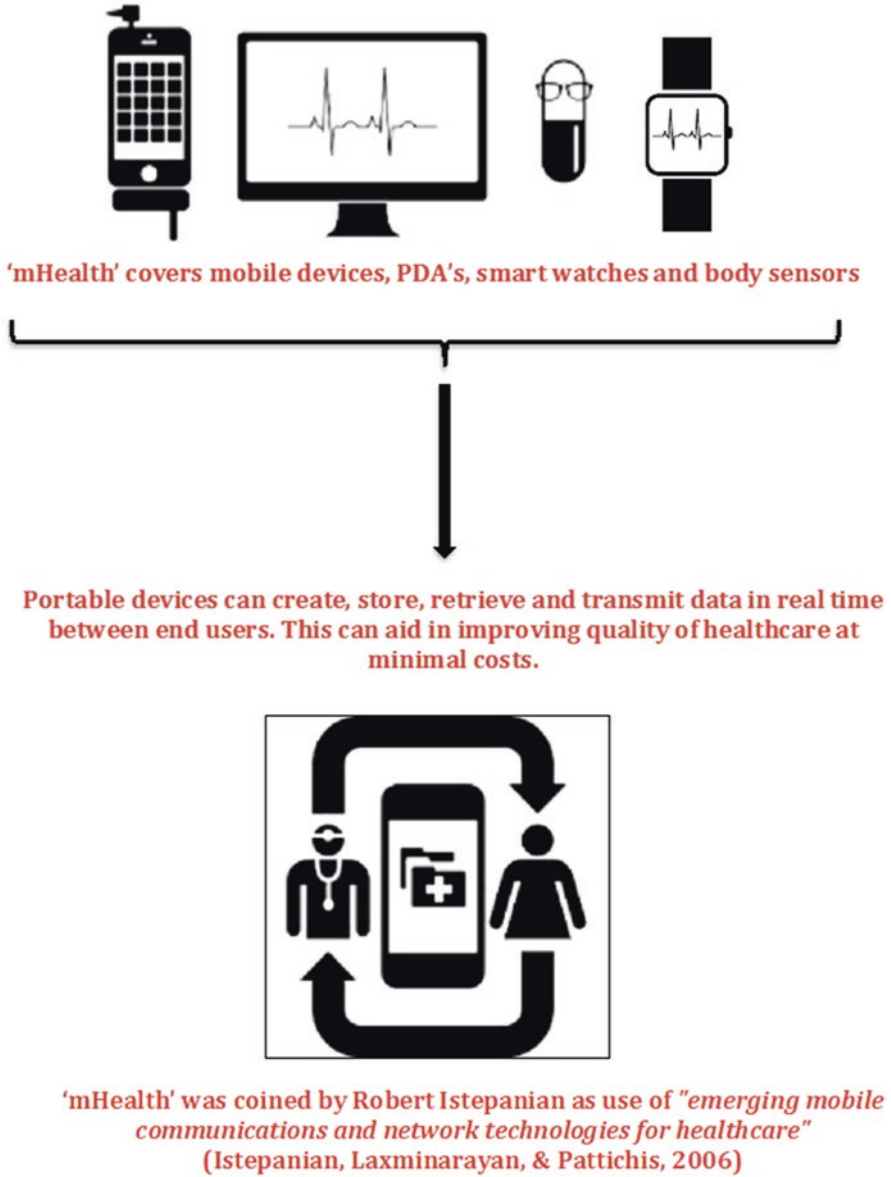 ‘mHealth’ covers mobile devices, PDA’s, smart watches and body sensors
Portable devices can create, store, retrieve and transmit data in real time
between end users. This can aid in improving quality of healthcare at
minimal costs.
‘mHealth’ was coined by Robert Istepanian as use of "emerging mobile
communications and network technologies for healthcare"
(Istepanian, Laxminarayan, & Pattichis, 2006)